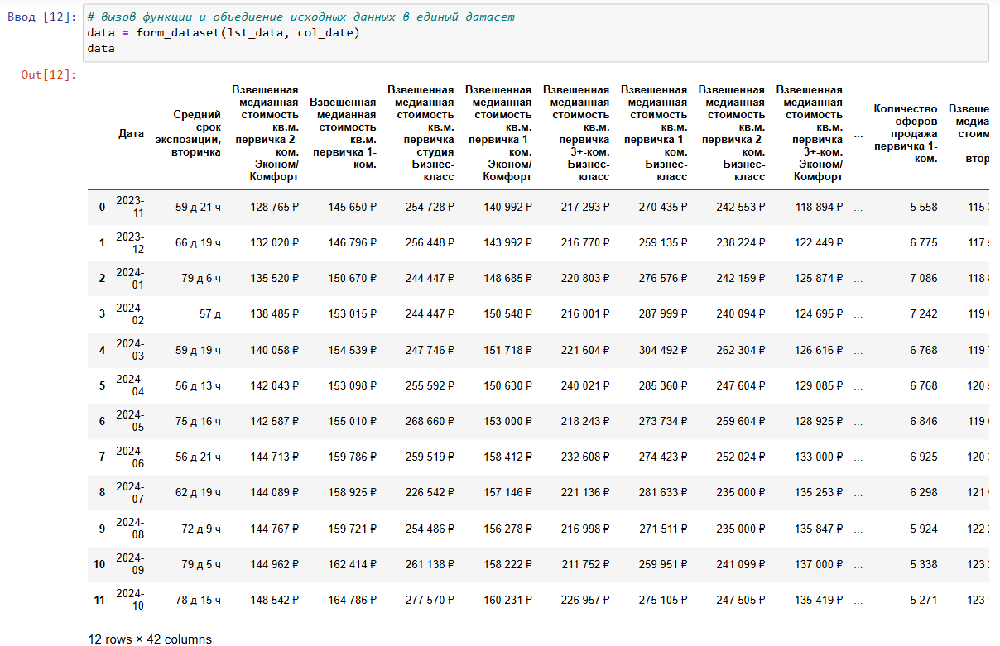 Ввод [12]: # вызов функции и объедиение исходных данных в единый датасет
data = form_dataset(lst_data, col_date)
data
Out[12]:
Дата Средний срок экспозиции, вторичка Взвешенная медианная стоимость кв.м. первичка 2-ком. Эконом/Комфорт Взвешенная медианная стоимость кв.м. первичка 1-ком. Взвешенная медианная стоимость кв.м. первичка студия Бизнес-класс Взвешенная медианная стоимость кв.м. первичка 1-ком. Эконом/Комфорт Взвешенная медианная стоимость кв.м. первичка 3+-ком. Бизнес-класс Взвешенная медианная стоимость кв.м. первичка 1-ком. Бизнес-класс Взвешенная медианная стоимость кв.м. первичка 2-ком. Бизнес-класс Взвешенная медианная стоимость кв.м. первичка 3+-ком. Эконом/Комфорт ... Количество оферов продажа первичка 1-ком. Взвеше медиа стоим втор
0 2023-11 59 д 21 ч 128 765 ₽ 145 650 ₽ 254 728 ₽ 140 992 ₽ 217 293 ₽ 270 435 ₽ 242 553 ₽ 118 894 ₽ ... 5 558 115
1 2023-12 66 д 19 ч 132 020 ₽ 146 796 ₽ 256 448 ₽ 143 992 ₽ 216 770 ₽ 259 135 ₽ 238 224 ₽ 122 449 ₽ ... 6 775 117
2 2024-01 79 д 6 ч 135 520 ₽ 150 670 ₽ 244 447 ₽ 148 685 ₽ 220 803 ₽ 276 576 ₽ 242 159 ₽ 125 874 ₽ ... 7 086 118
3 2024-02 57 д 138 485 ₽ 153 015 ₽ 244 447 ₽ 150 548 ₽ 216 001 ₽ 287 999 ₽ 240 094 ₽ 124 695 ₽ ... 7 242 119
4 2024-03 59 д 19 ч 140 058 ₽ 154 539 ₽ 247 746 ₽ 151 718 ₽ 221 604 ₽ 304 492 ₽ 262 304 ₽ 126 616 ₽ ... 6 768 119
5 2024-04 56 д 13 ч 142 043 ₽ 153 098 ₽ 255 592 ₽ 150 630 ₽ 240 021 ₽ 285 360 ₽ 247 604 ₽ 129 085 ₽ ... 6 768 120
6 2024-05 75 д 16 ч 142 587 ₽ 155 010 ₽ 268 660 ₽ 153 000 ₽ 218 243 ₽ 273 734 ₽ 259 604 ₽ 128 925 ₽ ... 6 846 119
7 2024-06 56 д 21 ч 144 713 ₽ 159 786 ₽ 259 519 ₽ 158 412 ₽ 232 608 ₽ 274 423 ₽ 252 024 ₽ 133 000 ₽ ... 6 925 120
8 2024-07 62 д 19 ч 144 089 ₽ 158 925 ₽ 226 542 ₽ 157 146 ₽ 221 136 ₽ 281 633 ₽ 235 000 ₽ 135 253 ₽ ... 6 298 121
9 2024-08 72 д 9 ч 144 767 ₽ 159 721 ₽ 254 486 ₽ 156 278 ₽ 216 998 ₽ 271 511 ₽ 235 000 ₽ 135 847 ₽ ... 5 924 122
10 2024-09 79 д 5 ч 144 962 ₽ 162 414 ₽ 261 138 ₽ 158 222 ₽ 211 752 ₽ 259 951 ₽ 241 099 ₽ 137 000 ₽ ... 5 338 123
11 2024-10 78 д 15 ч 148 542 ₽ 164 786 ₽ 277 570 ₽ 160 231 ₽ 226 957 ₽ 275 105 ₽ 247 505 ₽ 135 419 ₽ ... 5 271 123
12 rows × 42 columns